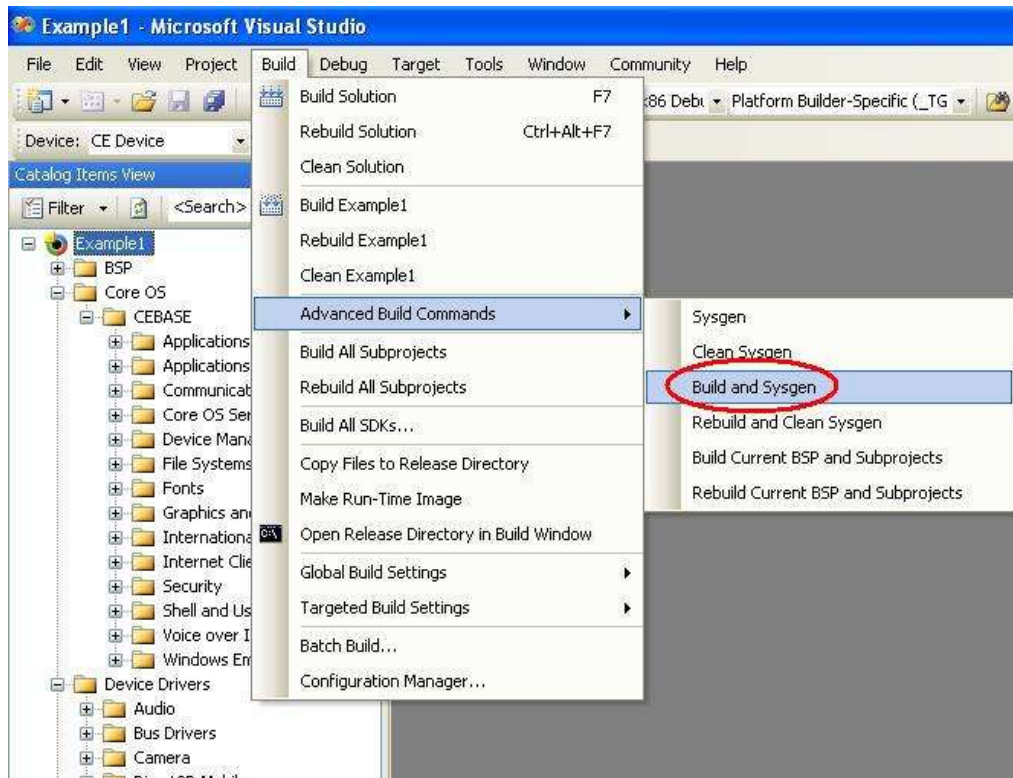 Example1 - Microsoft Visual Studio
File Edit View Project Build Debug Target Tools Window Community Help
Device: CE Device
Platform Builder-Specific (_TG
Catalog Items View
Filter <Search>
Example1
BSP
Core OS
CEBASE
Applications
Applications
Communicat
Core OS Ser
Device Mana
File Systems
Fonts
Graphics an
Internationa
Internet Clie
Security
Shell and Us
Voice over I
Windows Em
Device Drivers
Audio
Bus Drivers
Camera
Build Solution F7
Rebuild Solution Ctrl+Alt+F7
Clean Solution
Build Example1
Rebuild Example1
Clean Example1
Advanced Build Commands
Build All Subprojects
Rebuild All Subprojects
Build All SDKs...
Copy Files to Release Directory
Make Run-Time Image
Open Release Directory in Build Window
Global Build Settings
Targeted Build Settings
Batch Build...
Configuration Manager...
Sysgen
Clean Sysgen
Build and Sysgen
Rebuild and Clean Sysgen
Build Current BSP and Subprojects
Rebuild Current BSP and Subprojects